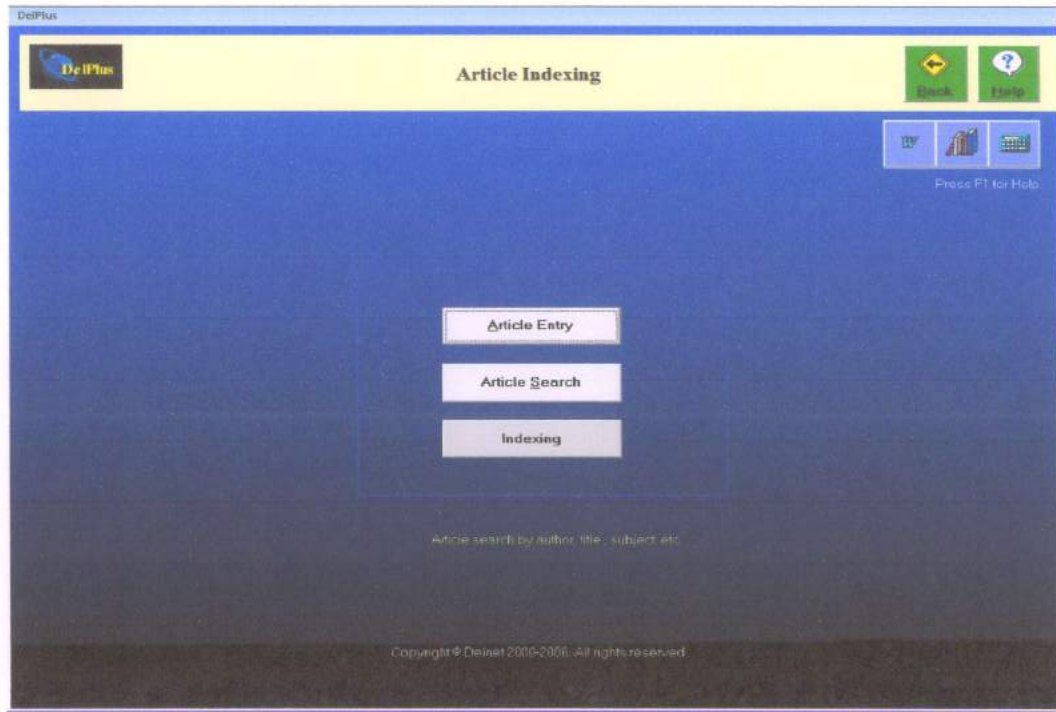 DelPlus
DelPlus
Article Indexing
Back
Help
Press F1 for Help
Article Entry
Article Search
Indexing
Article search by author, title, subject etc
Copyright © Delnet 2000-2006. All rights reserved